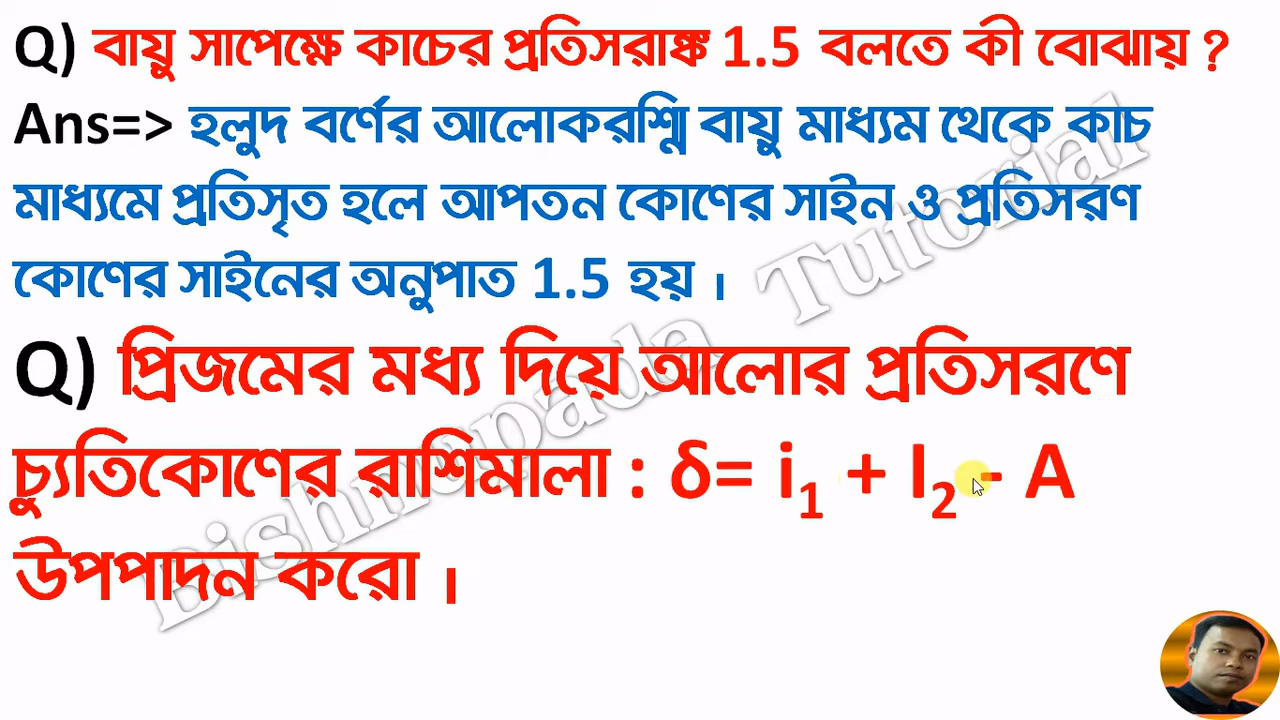 Q) বায়ু সাপেক্ষে কাচের প্রতিসরাঙ্ক 1.5 বলতে কী বোঝায় ?
Ans=> হলুদ বর্ণের আলোকরশ্মি বায়ু মাধ্যম থেকে কাচ
মাধ্যমে প্রতিসৃত হলে আপতন কোণের সাইন ও প্রতিসরণ
কোণের সাইনের অনুপাত 1.5 হয় ।
Q) প্রিজমের মধ্য দিয়ে আলোর প্রতিসরণে
চ্যুতিকোণের রাশিমালা : δ= i₁ + I₂ - A
উপপাদন করো ।
Bishnupada Tutorial